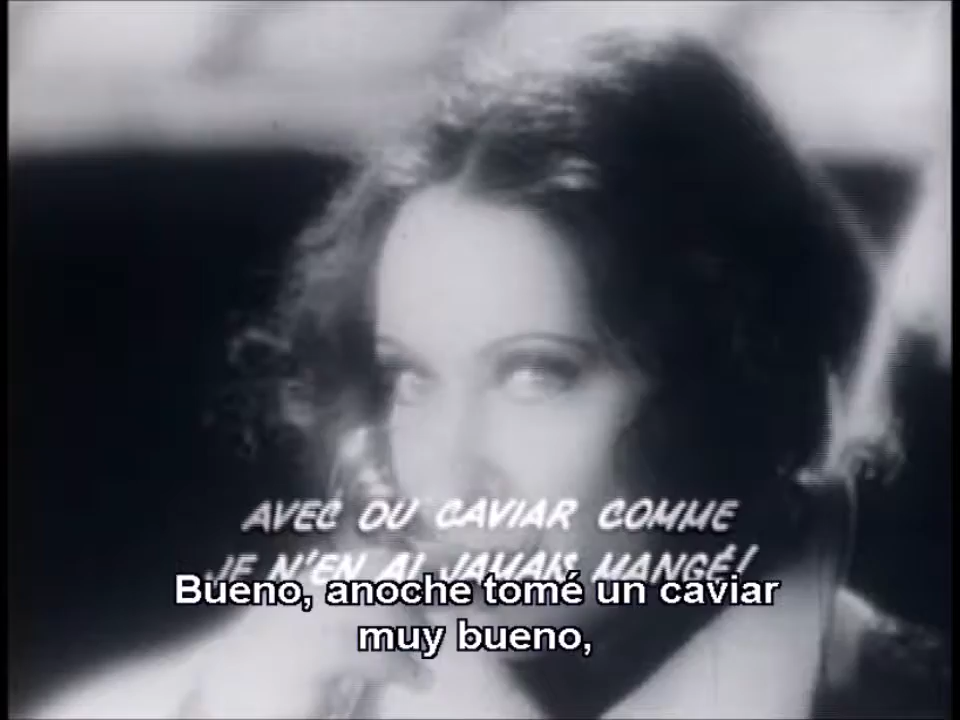 AVEC DU CAVIAR COMME
JE N'EN AI JAMAIS MANGÉ!
Bueno, anoche tomé un caviar
muy bueno,